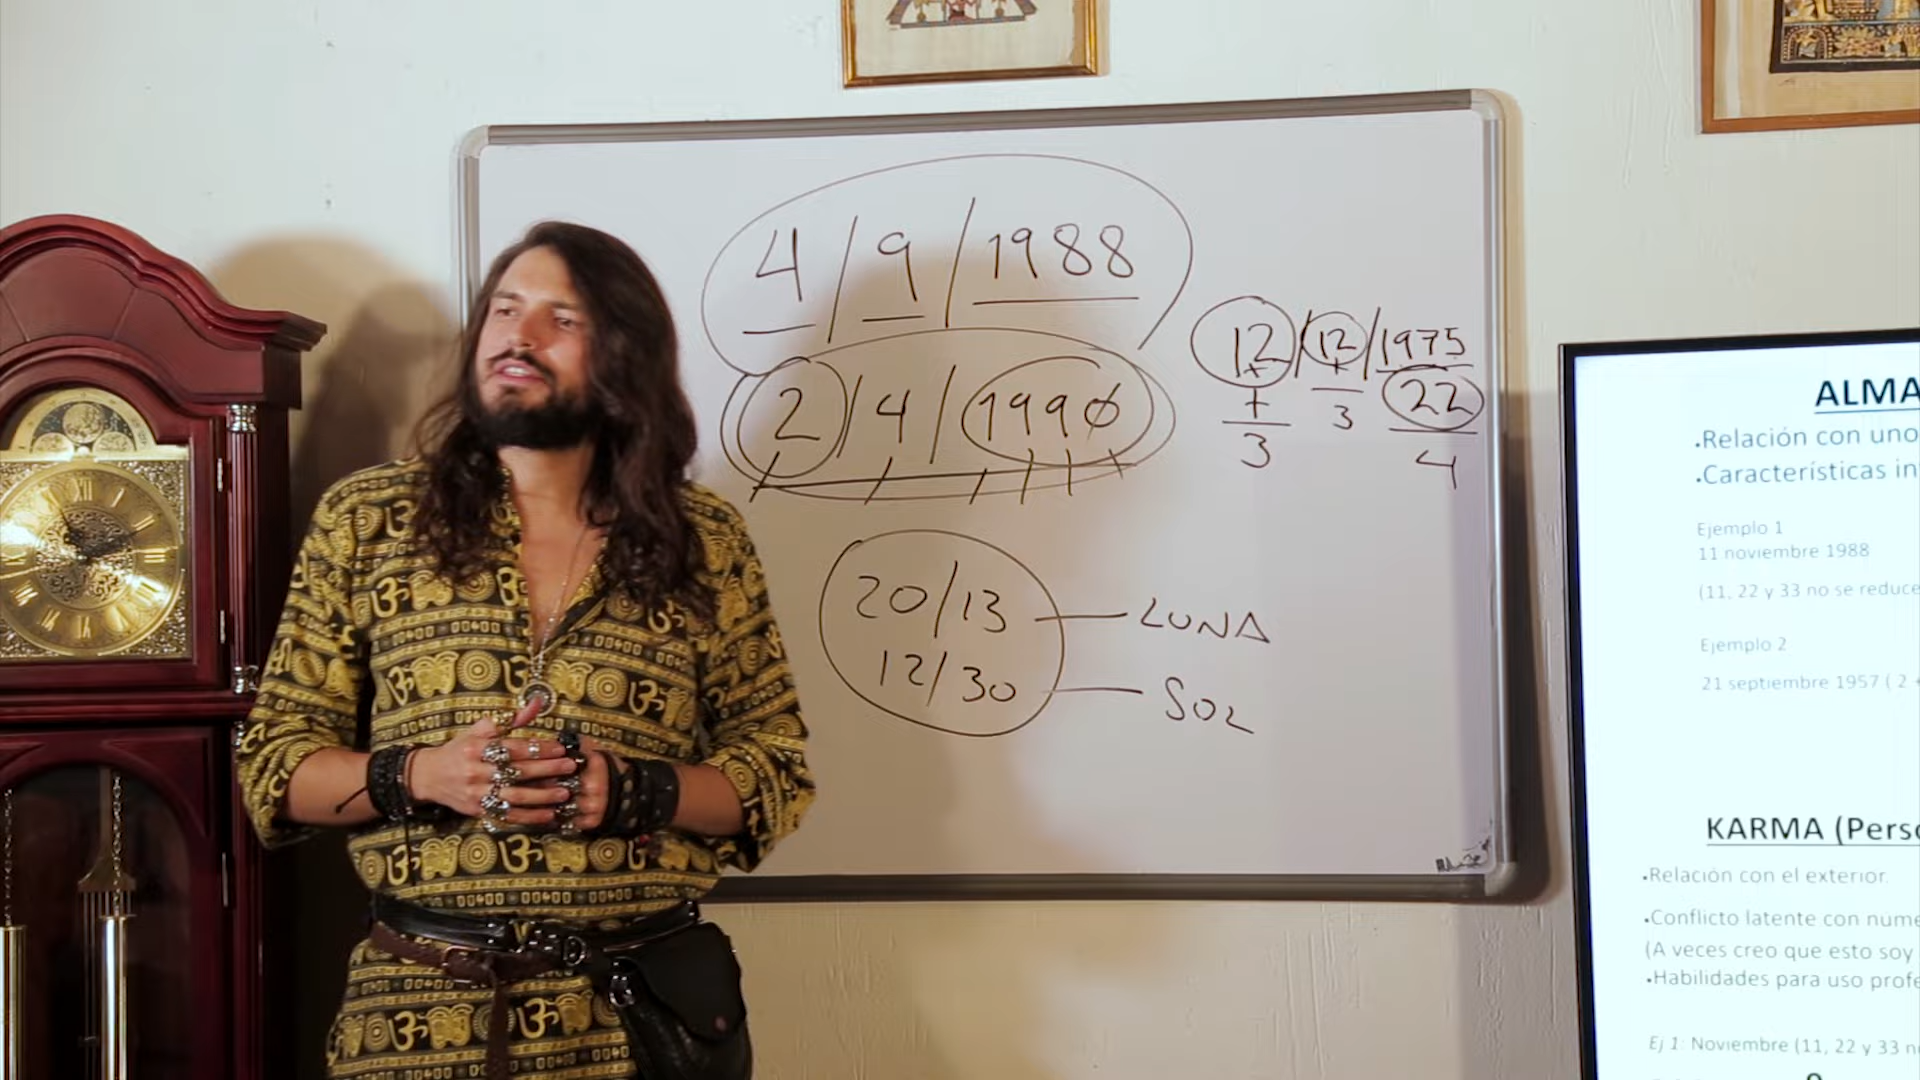 4/9/1988
2/4/1990
20/13 — LUNA
12/30 — SOL
12/12/1975
+ + 22
+
3 3 4
ALMA
•Relación con uno
•Características in
Ejemplo 1
11 noviembre 1988
(11, 22 y 33 no se reduce
Ejemplo 2
21 septiembre 1957 ( 2 +
KARMA (Perso
•Relación con el exterior.
•Conflicto latente con nume
(A veces creo que esto soy
•Habilidades para uso profe
Ej 1: Noviembre (11, 22 y 33 n